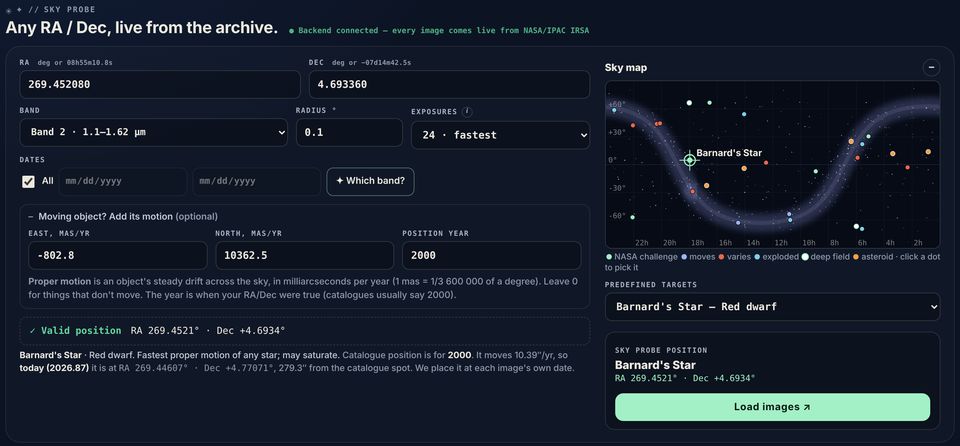 // SKY PROBE
Any RA / Dec, live from the archive.
● Backend connected — every image comes live from NASA/IPAC IRSA
RA deg or 08h55m10.8s
269.452080
DEC deg or −07d14m42.5s
4.693360
BAND
Band 2 · 1.1–1.62 µm
RADIUS °
0.1
EXPOSURES i
24 · fastest
DATES
All
mm/dd/yyyy
mm/dd/yyyy
✦ Which band?
– Moving object? Add its motion (optional)
EAST, MAS/YR
-802.8
NORTH, MAS/YR
10362.5
POSITION YEAR
2000
Proper motion is an object's steady drift across the sky, in milliarcseconds per year (1 mas = 1/3 600 000 of a degree). Leave 0
for things that don't move. The year is when your RA/Dec were true (catalogues usually say 2000).
✓ Valid position RA 269.4521° · Dec +4.6934°
Barnard's Star · Red dwarf. Fastest proper motion of any star; may saturate. Catalogue position is for 2000. It moves 10.39″/yr, so
today (2026.87) it is at RA 269.44607° · Dec +4.77071°, 279.3″ from the catalogue spot. We place it at each image's own date.
Sky map
−
+60°
+30°
0°
-30°
-60°
Barnard's Star
22h 20h 18h 16h 14h 12h 10h 8h 6h 4h 2h
● NASA challenge ● moves ● varies ● exploded ● deep field ● asteroid · click a dot
to pick it
PREDEFINED TARGETS
Barnard's Star — Red dwarf
SKY PROBE POSITION
Barnard's Star
RA 269.4521° · Dec +4.6934°
Load images ↗